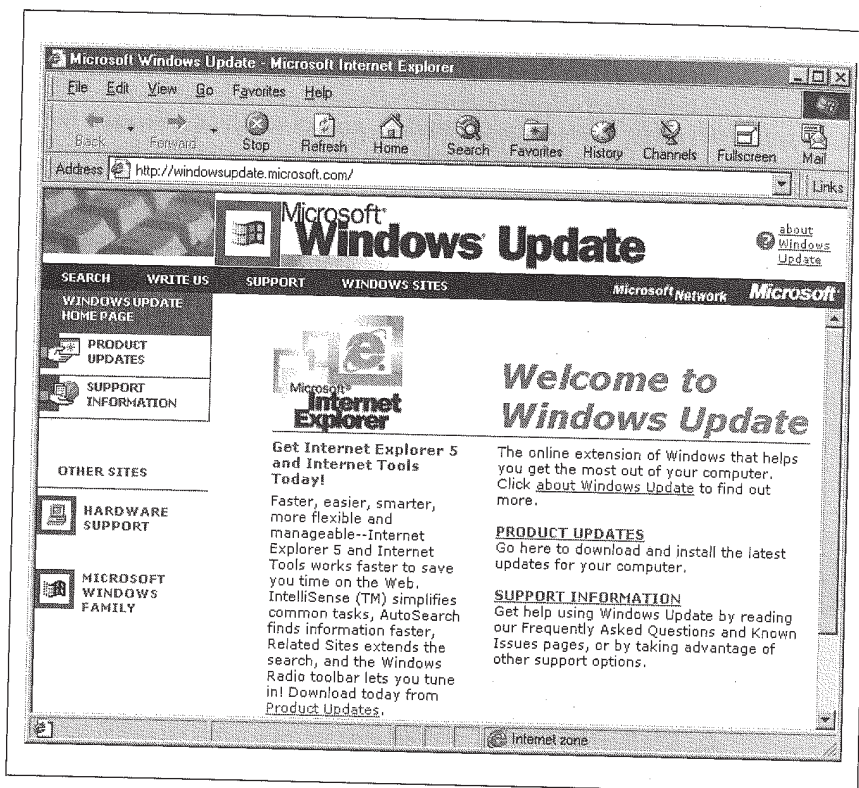 Microsoft Windows Update - Microsoft Internet Explorer
File Edit View Go Favorites Help
Back Forward Stop Refresh Home Search Favorites History Channels Fullscreen Mail
Address http://windowsupdate.microsoft.com/ Links
Microsoft®
Windows® Update
about
Windows
Update
SEARCH WRITE US SUPPORT WINDOWS SITES Microsoft Network Microsoft
WINDOWS UPDATE
HOME PAGE
PRODUCT
UPDATES
SUPPORT
INFORMATION
OTHER SITES
HARDWARE
SUPPORT
MICROSOFT
WINDOWS
FAMILY
Microsoft®
Internet
Explorer
Get Internet Explorer 5
and Internet Tools
Today!
Faster, easier, smarter,
more flexible and
manageable--Internet
Explorer 5 and Internet
Tools works faster to save
you time on the Web.
IntelliSense (TM) simplifies
common tasks, AutoSearch
finds information faster,
Related Sites extends the
search, and the Windows
Radio toolbar lets you tune
in! Download today from
Product Updates.
Welcome to
Windows Update
The online extension of Windows that helps
you get the most out of your computer.
Click about Windows Update to find out
more.
PRODUCT UPDATES
Go here to download and install the latest
updates for your computer.
SUPPORT INFORMATION
Get help using Windows Update by reading
our Frequently Asked Questions and Known
Issues pages, or by taking advantage of
other support options.
Internet zone